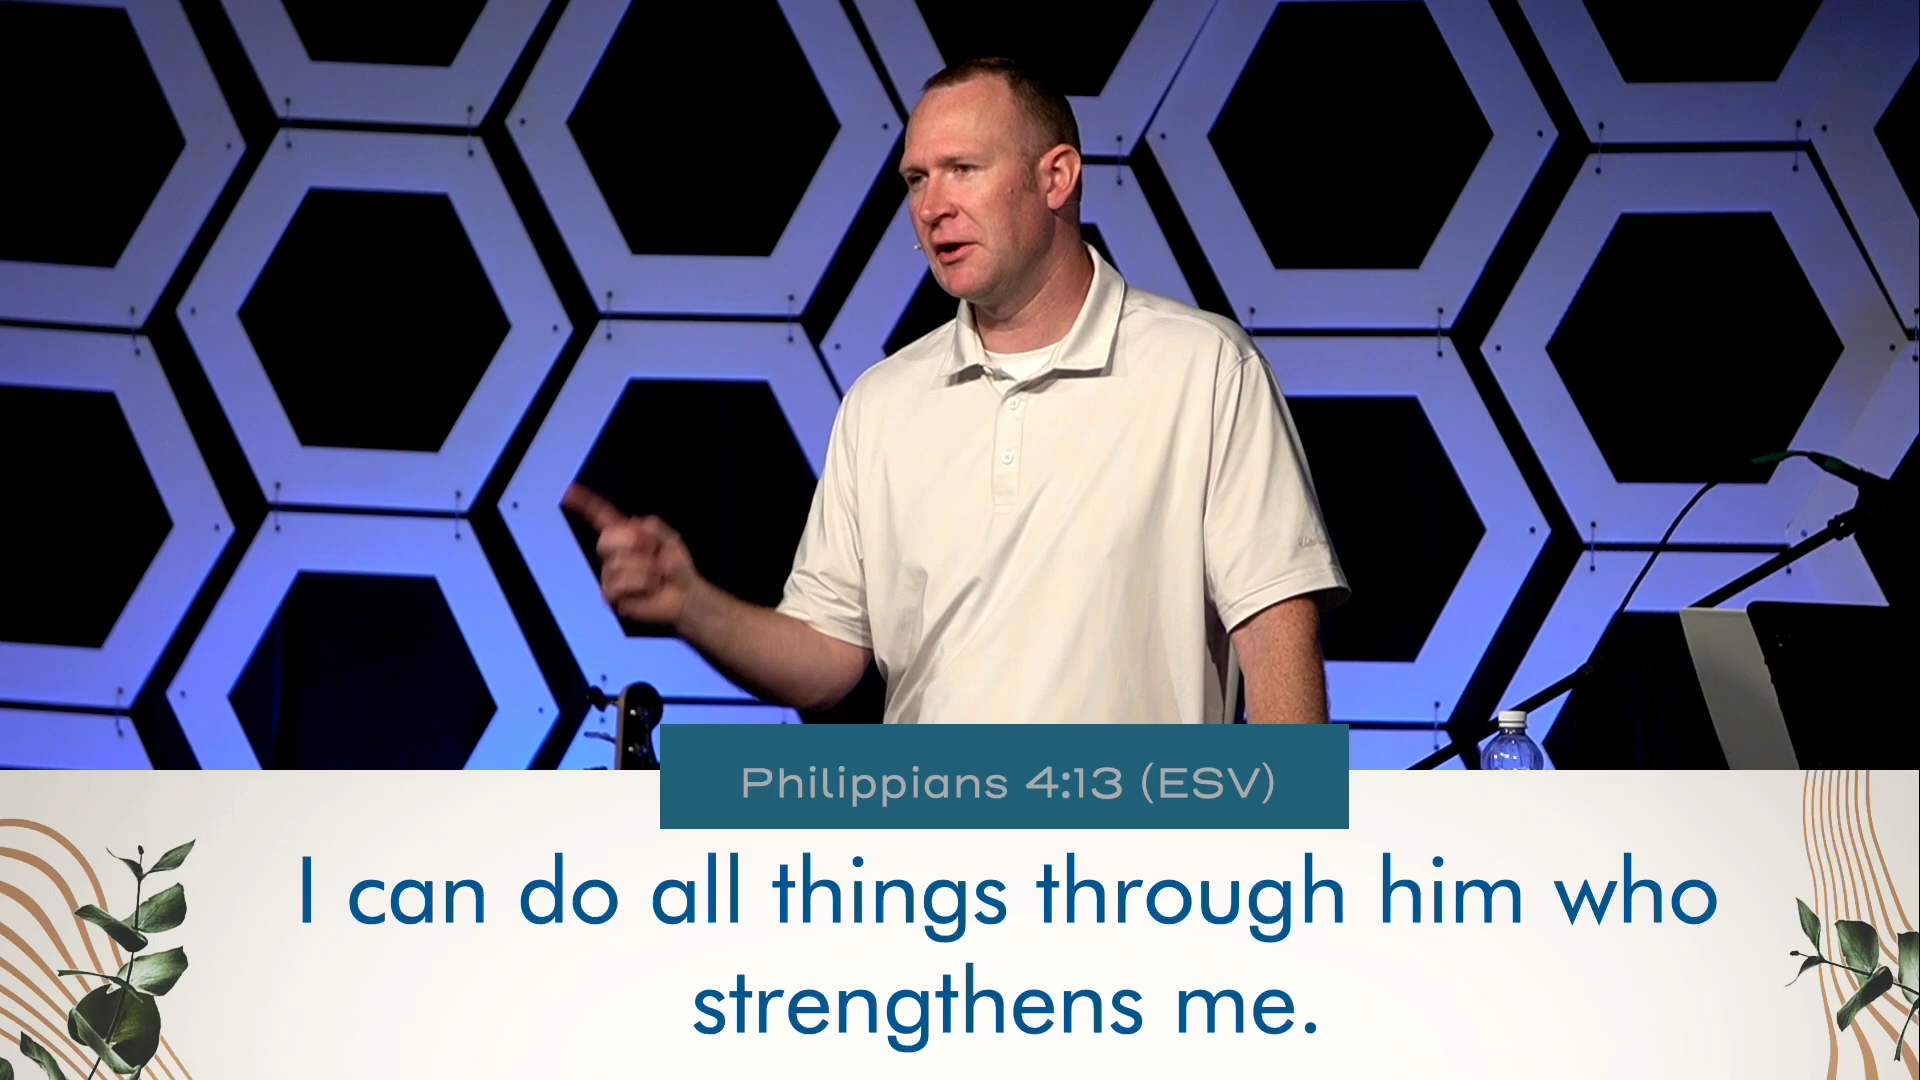 Philippians 4:13 (ESV)
I can do all things through him who
strengthens me.